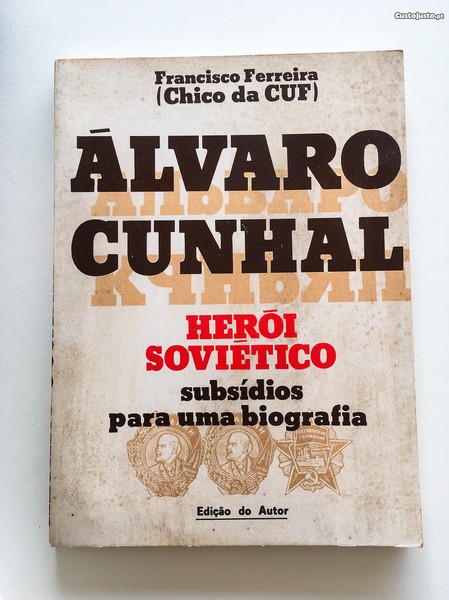 CustoJusto.pt
Francisco Ferreira
(Chico da CUF)
ÁLVARO
АЛЬВАРО
CUNHAL
HERÓI
SOVIÉTICO
subsídios
para uma biografia
Edição do Autor